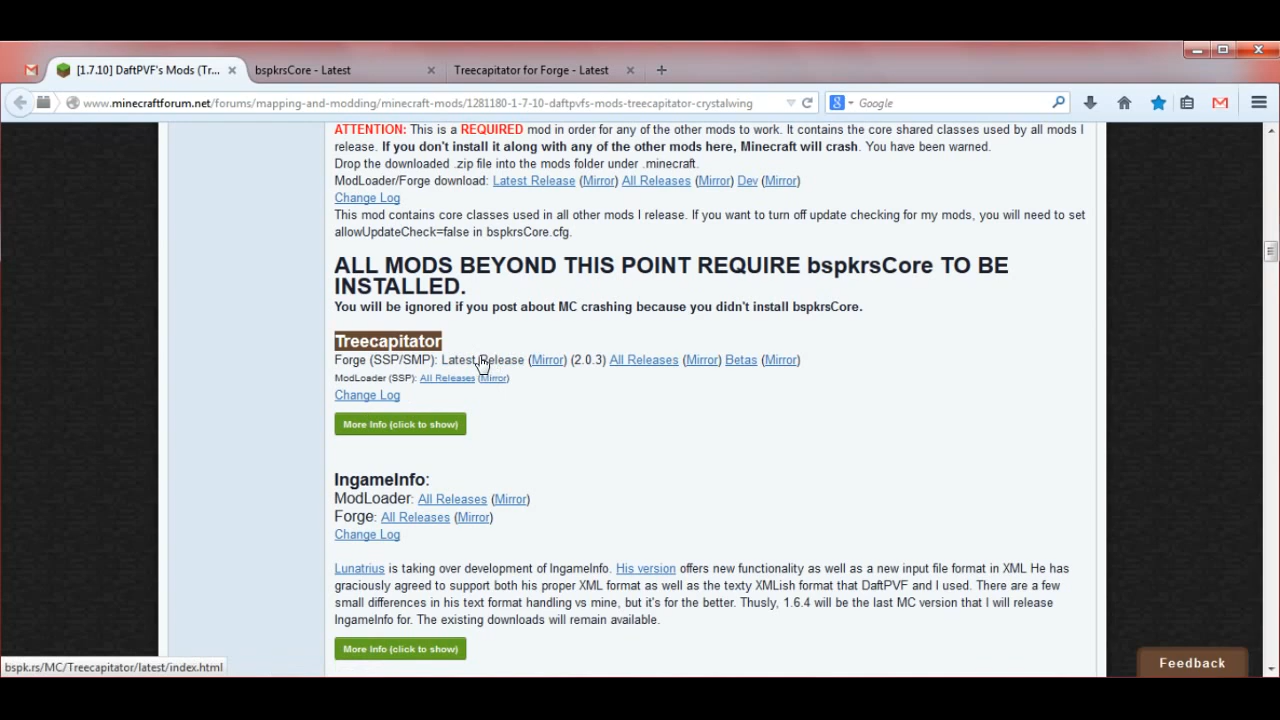 [1.7.10] DaftPVF's Mods (Tr...
bspkrsCore - Latest
Treecapitator for Forge - Latest
www.minecraftforum.net/forums/mapping-and-modding/minecraft-mods/1281180-1-7-10-daftpvfs-mods-treecapitator-crystalwing
Google
ATTENTION: This is a REQUIRED mod in order for any of the other mods to work. It contains the core shared classes used by all mods I
release. If you don't install it along with any of the other mods here, Minecraft will crash. You have been warned.
Drop the downloaded .zip file into the mods folder under .minecraft.
ModLoader/Forge download: Latest Release (Mirror) All Releases (Mirror) Dev (Mirror)
Change Log
This mod contains core classes used in all other mods I release. If you want to turn off update checking for my mods, you will need to set
allowUpdateCheck=false in bspkrsCore.cfg.
ALL MODS BEYOND THIS POINT REQUIRE bspkrsCore TO BE
INSTALLED.
You will be ignored if you post about MC crashing because you didn't install bspkrsCore.
Treecapitator
Forge (SSP/SMP): Latest Release (Mirror) (2.0.3) All Releases (Mirror) Betas (Mirror)
ModLoader (SSP): All Releases (Mirror)
Change Log
More Info (click to show)
IngameInfo:
ModLoader: All Releases (Mirror)
Forge: All Releases (Mirror)
Change Log
Lunatrius is taking over development of IngameInfo. His version offers new functionality as well as a new input file format in XML He has
graciously agreed to support both his proper XML format as well as the texty XMLish format that DaftPVF and I used. There are a few
small differences in his text format handling vs mine, but it's for the better. Thusly, 1.6.4 will be the last MC version that I will release
IngameInfo for. The existing downloads will remain available.
More Info (click to show)
bspk.rs/MC/Treecapitator/latest/index.html
Feedback